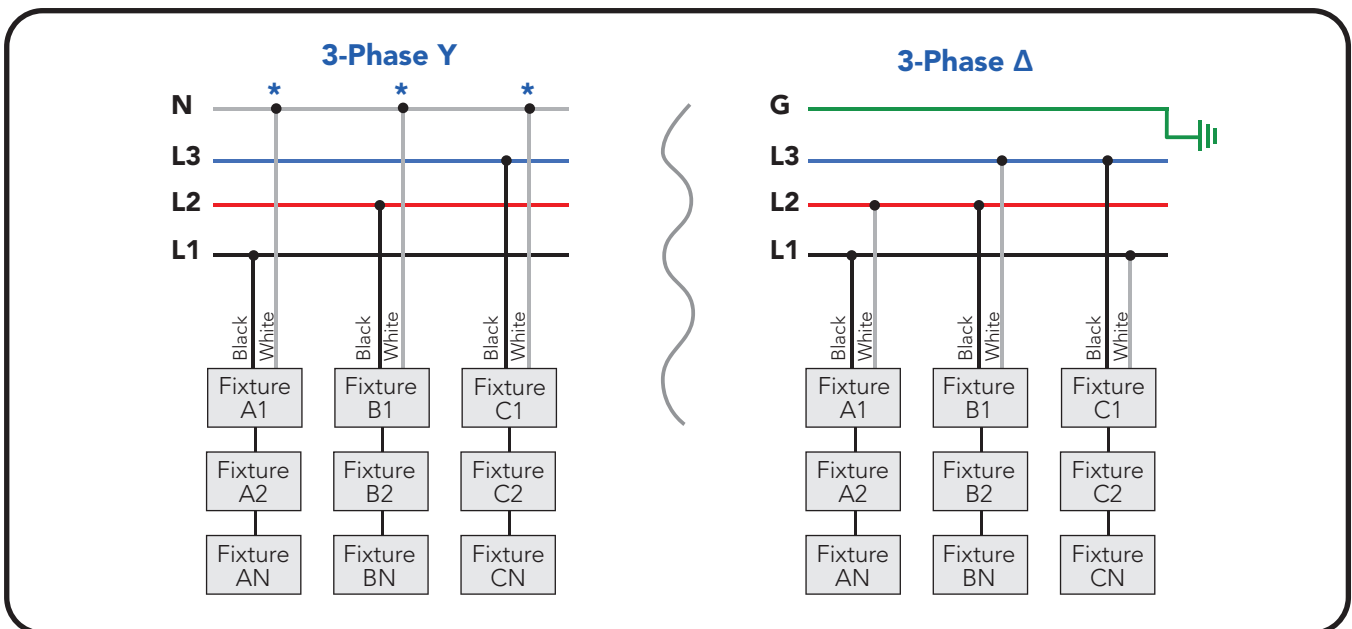 3-Phase Y
* * *
N
L3
L2
L1
Black
White
Black
White
Black
White
Fixture
A1
Fixture
B1
Fixture
C1
Fixture
A2
Fixture
B2
Fixture
C2
Fixture
AN
Fixture
BN
Fixture
CN
3-Phase Δ
G
L3
L2
L1
Black
White
Black
White
Black
White
Fixture
A1
Fixture
B1
Fixture
C1
Fixture
A2
Fixture
B2
Fixture
C2
Fixture
AN
Fixture
BN
Fixture
CN